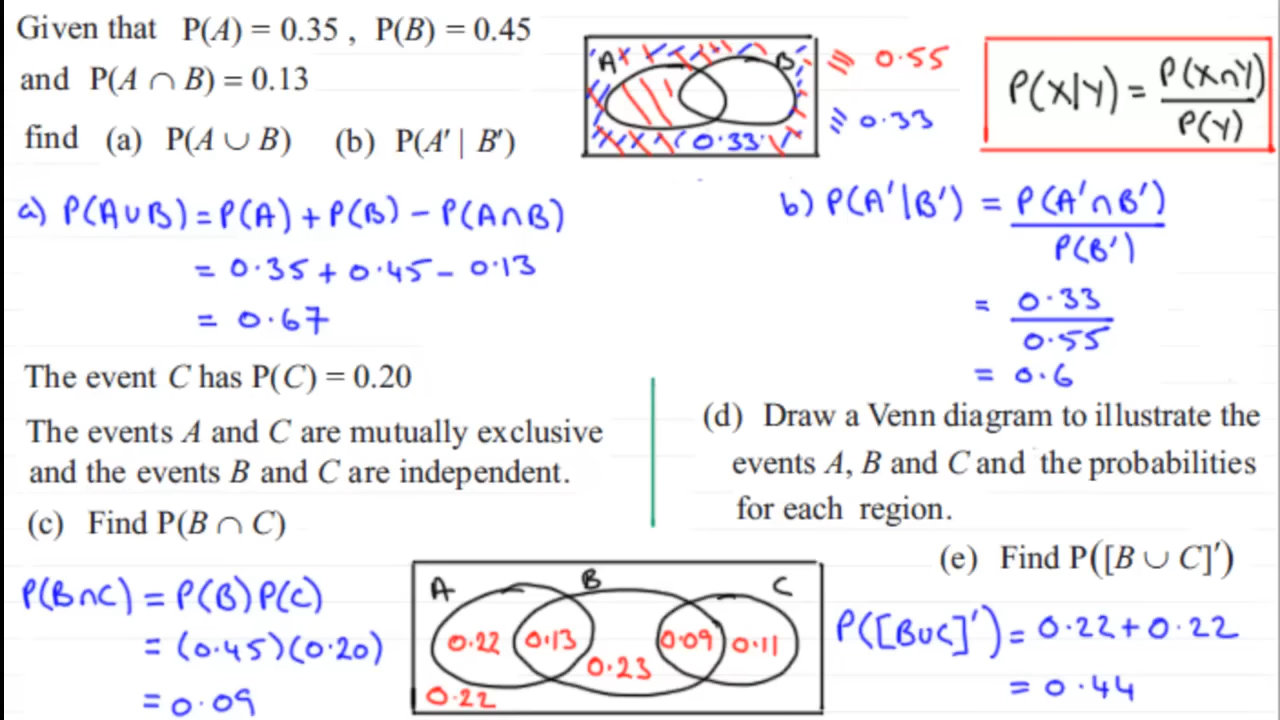 Given that P(A) = 0.35 , P(B) = 0.45
and P(A ∩ B) = 0.13
find (a) P(A ∪ B) (b) P(A′ | B′)
A B
0.33
≡ 0.55
≡ 0.33
P(X|Y) = P(X∩Y) / P(Y)
a) P(A∪B) = P(A) + P(B) − P(A∩B)
= 0.35 + 0.45 − 0.13
= 0.67
b) P(A′|B′) = P(A′∩B′) / P(B′)
= 0.33 / 0.55
= 0.6
The event C has P(C) = 0.20
The events A and C are mutually exclusive
and the events B and C are independent.
(c) Find P(B ∩ C)
P(B∩C) = P(B)P(C)
= (0.45)(0.20)
= 0.09
(d) Draw a Venn diagram to illustrate the
events A, B and C and the probabilities
for each region.
A B C
0.22 0.13 0.23 0.09 0.11
0.22
(e) Find P([B ∪ C]′)
P([B∪C]′) = 0.22 + 0.22
= 0.44